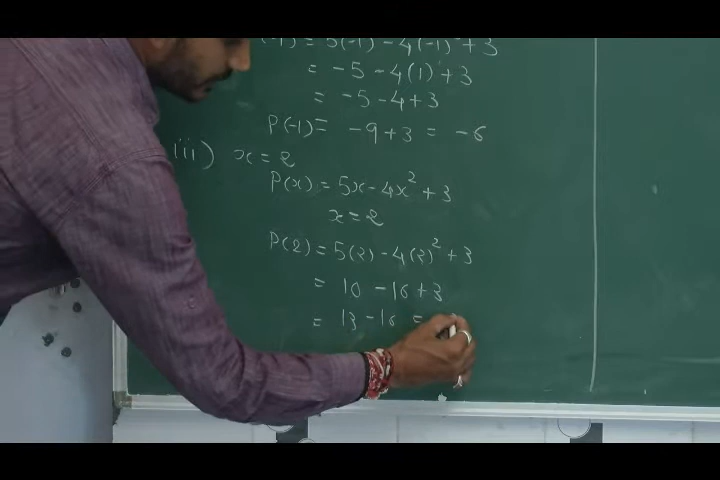 (-1) = 5(-1) - 4(-1) + 3
= -5 - 4(1) + 3
= -5 - 4 + 3
P(-1) = -9 + 3 = -6
iii) x = 2
P(x) = 5x - 4x² + 3
x = 2
P(2) = 5(2) - 4(2)² + 3
= 10 - 16 + 3
= 13 - 16 =